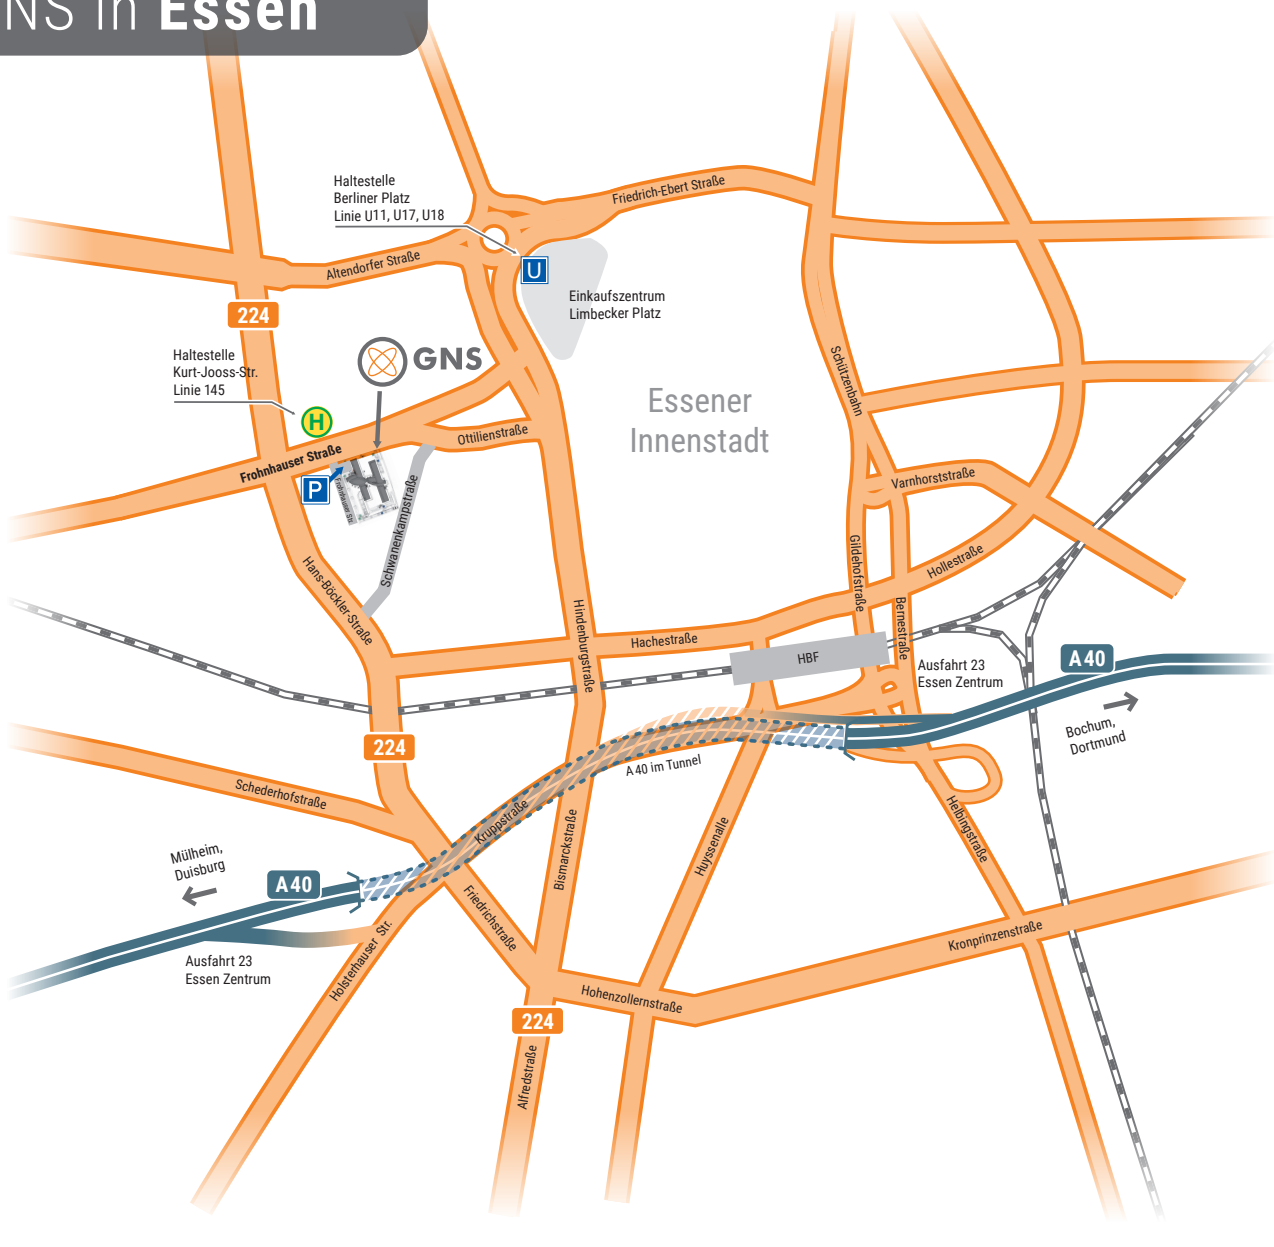 NS in Essen
Haltestelle
Berliner Platz
Linie U11, U17, U18
Friedrich-Ebert Straße
Altendorfer Straße
U
Einkaufszentrum
Limbecker Platz
224
Haltestelle
Kurt-Jooss-Str.
Linie 145
GNS
H
Schützenbahn
Essener
Innenstadt
Ottilienstraße
Frohnhauser Straße
P
Frohnhauser Str.
Schwanenkampstraße
Varnhorststraße
Gildehofstraße
Hollestraße
Hans-Böckler-Straße
Hindenburgstraße
Bernestraße
Hachestraße
HBF
Ausfahrt 23
Essen Zentrum
A 40
Bochum,
Dortmund
224
A 40 im Tunnel
Schederhofstraße
Kruppstraße
Bismarckstraße
Huyssenalle
Helbingstraße
Mülheim,
Duisburg
A 40
Friedrichstraße
Holsterhauser Str.
Kronprinzenstraße
Ausfahrt 23
Essen Zentrum
Hohenzollernstraße
224
Alfredstraße